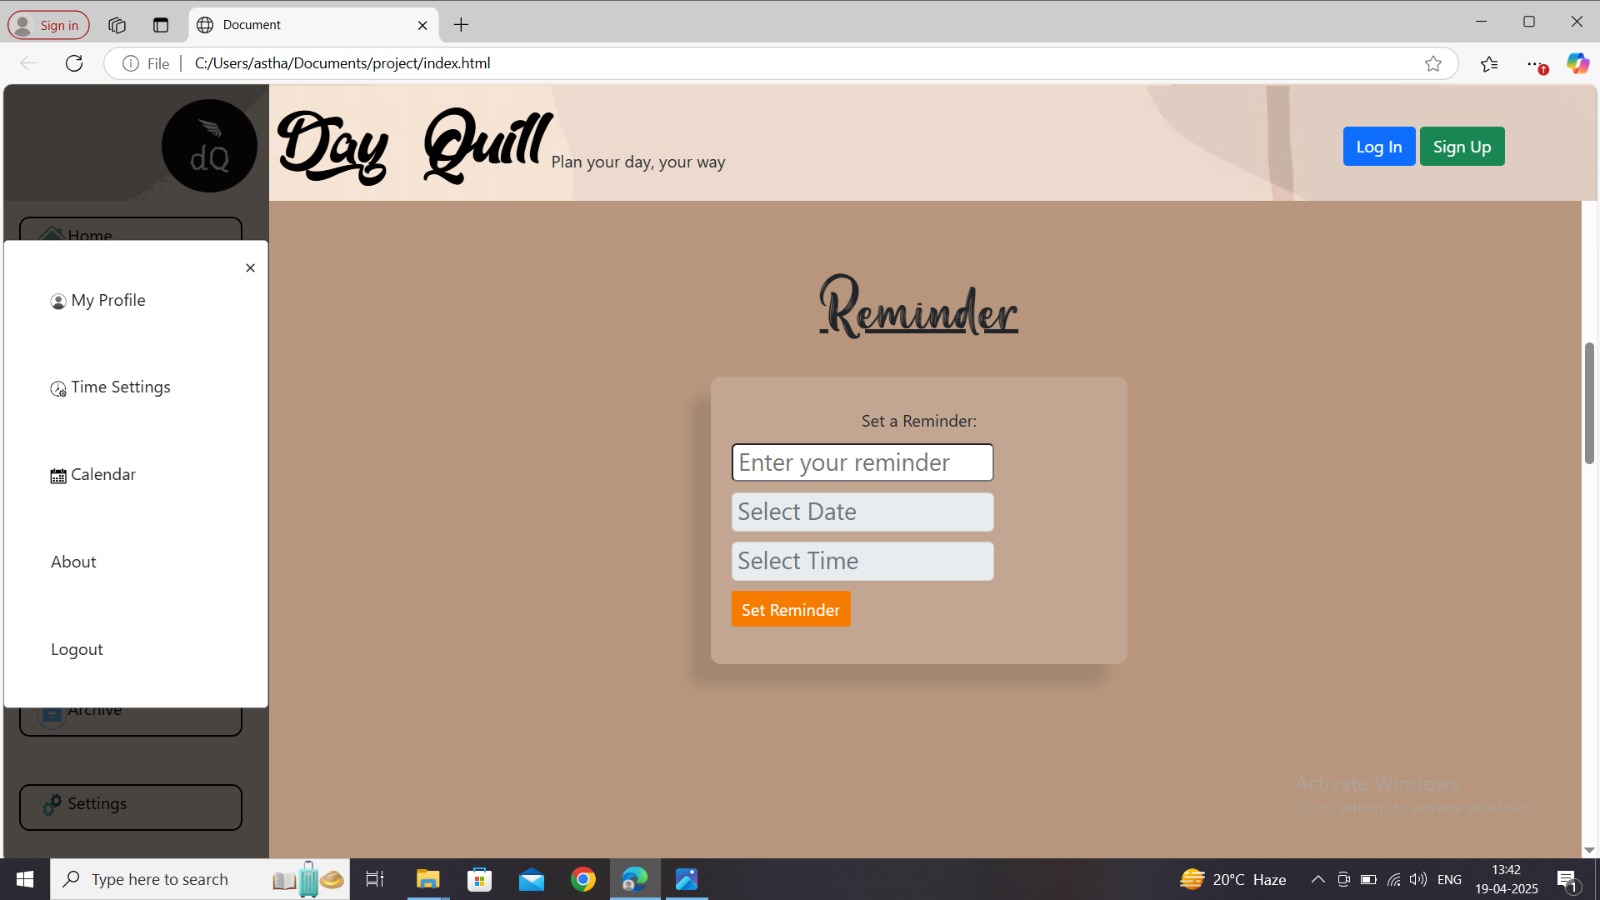 Sign in
Document
File
C:/Users/astha/Documents/project/index.html
dQ
Day Quill
Plan your day, your way
Log In
Sign Up
Home
My Profile
Time Settings
Calendar
About
Logout
Archive
Settings
Reminder
Set a Reminder:
Enter your reminder
Select Date
Select Time
Set Reminder
Activate Windows
Go to Settings to activate Windows.
Type here to search
20°C Haze
ENG
13:42
19-04-2025
1